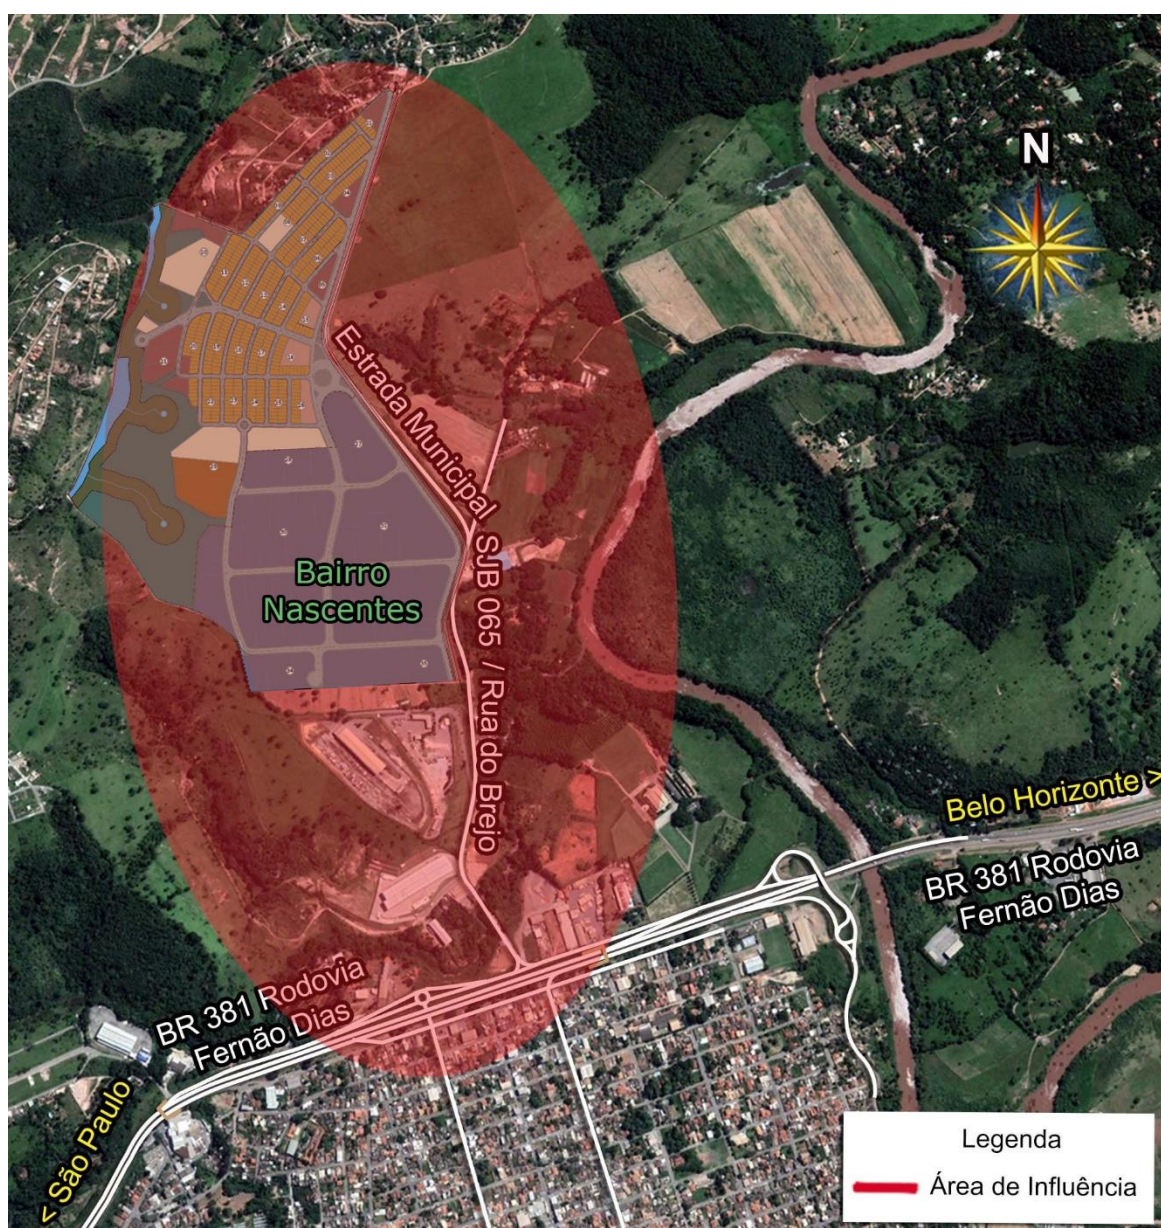 N
Estrada Municipal SJB 065 / Rua do Brejo
Bairro
Nascentes
Belo Horizonte >
BR 381 Rodovia
Fernão Dias
BR 381 Rodovia
Fernão Dias
< São Paulo
Legenda
Área de Influência